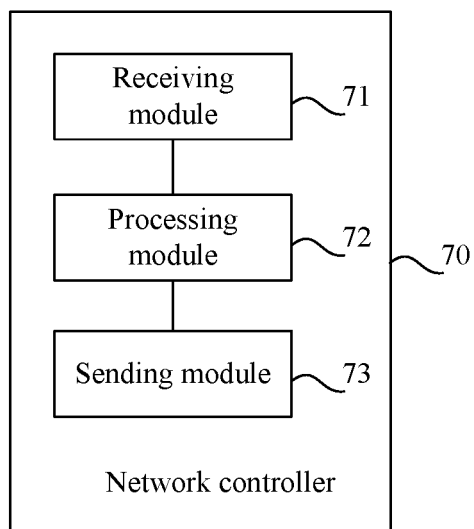 Receiving
module
71
Processing
module
72
70
Sending module
73
Network controller